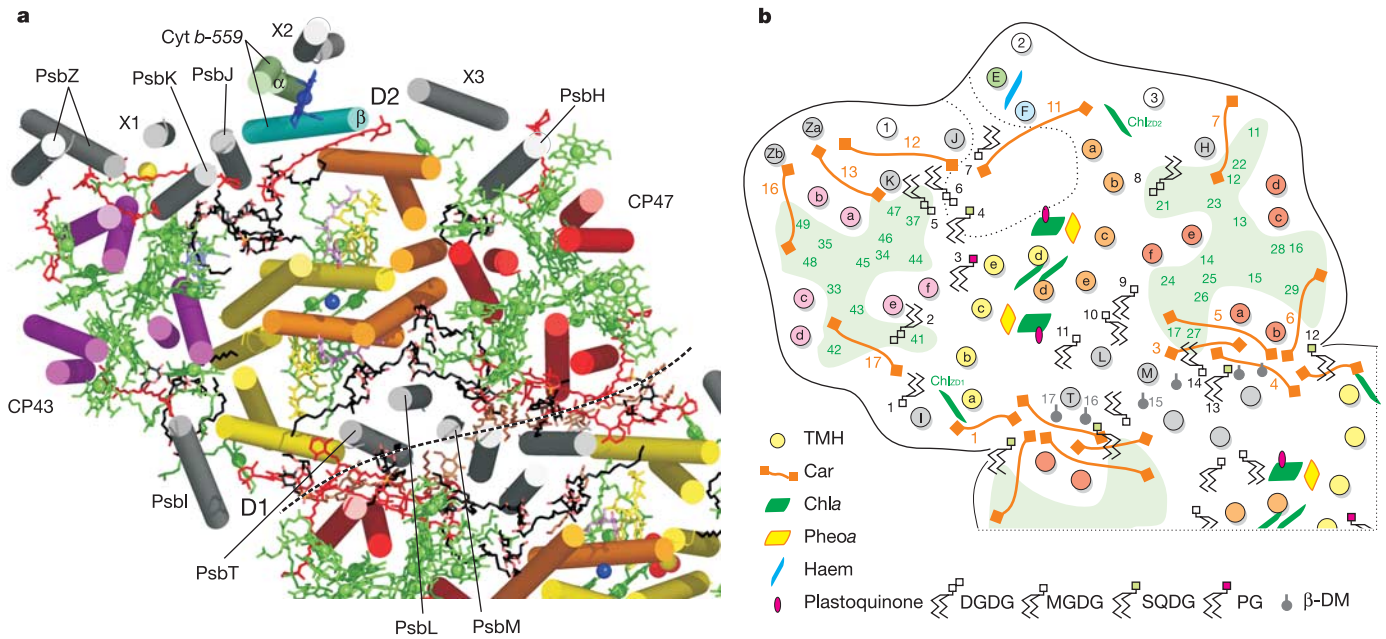 a
X2
Cyt b-559
PsbZ
PsbK
PsbJ
α
D2
X3
PsbH
X1
β
CP47
CP43
PsbI
D1
PsbT
PsbL
PsbM
b
2
E
F
11
ChlZD2
3
7
11
Za
1
J
12
a
H
22
Zb
13
7
8
12
16
K
6
b
21
23
d
b
a
47
37
5
4
13
c
49
46
c
e
35
34
3
e
d
f
14
28
16
48
45
44
9
24
25
15
33
f
d
e
26
29
c
43
e
c
10
5
a
6
d
2
11
17
27
b
12
42
41
b
L
3
17
M
14
4
ChlZD1
a
T
13
1
I
17
16
15
1
TMH
Car
Chla
Pheoa
Haem
Plastoquinone
DGDG
MGDG
SQDG
PG
β-DM